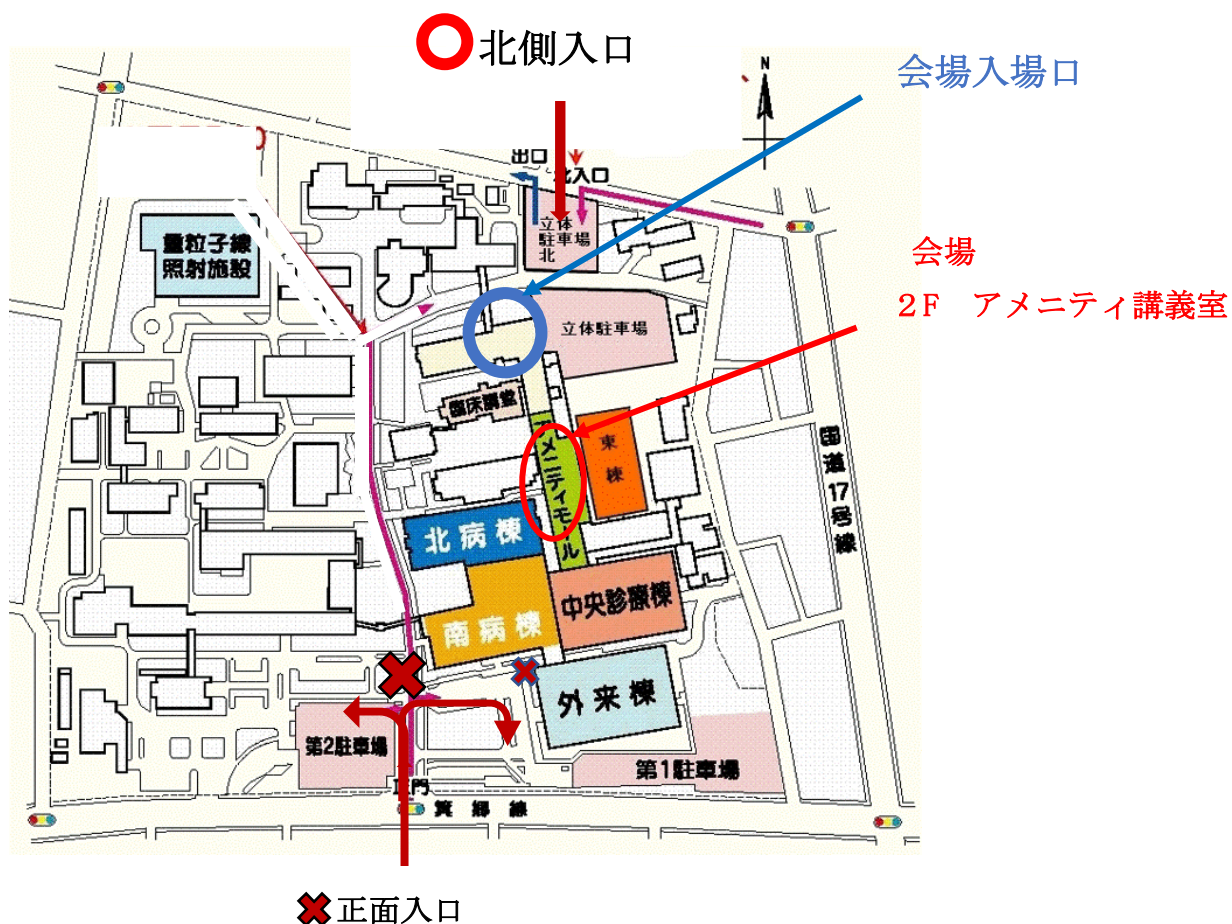 北側入口
会場入場口
N
出口
北入口
立体
駐車場
北
量粒子線
照射施設
会場
2F　アメニティ講義室
立体駐車場
臨床講堂
アメニティモール
東棟
国道17号線
北病棟
中央診療棟
南病棟
外来棟
第2駐車場
第1駐車場
正門
箕郷線
正面入口